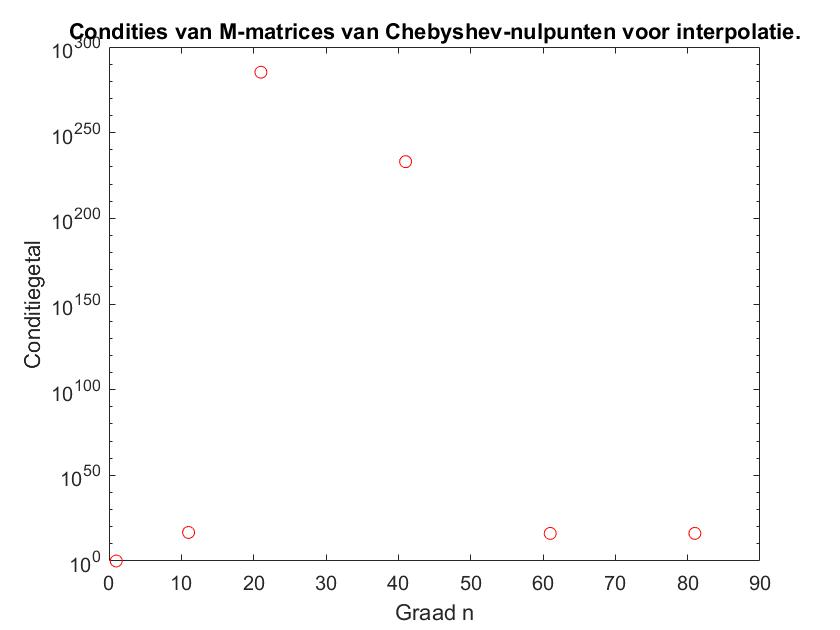 Condities van M-matrices van Chebyshev-nulpunten voor interpolatie.
10^300
10^250
10^200
10^150
10^100
10^50
10^0
Conditiegetal
0 10 20 30 40 50 60 70 80 90
Graad n